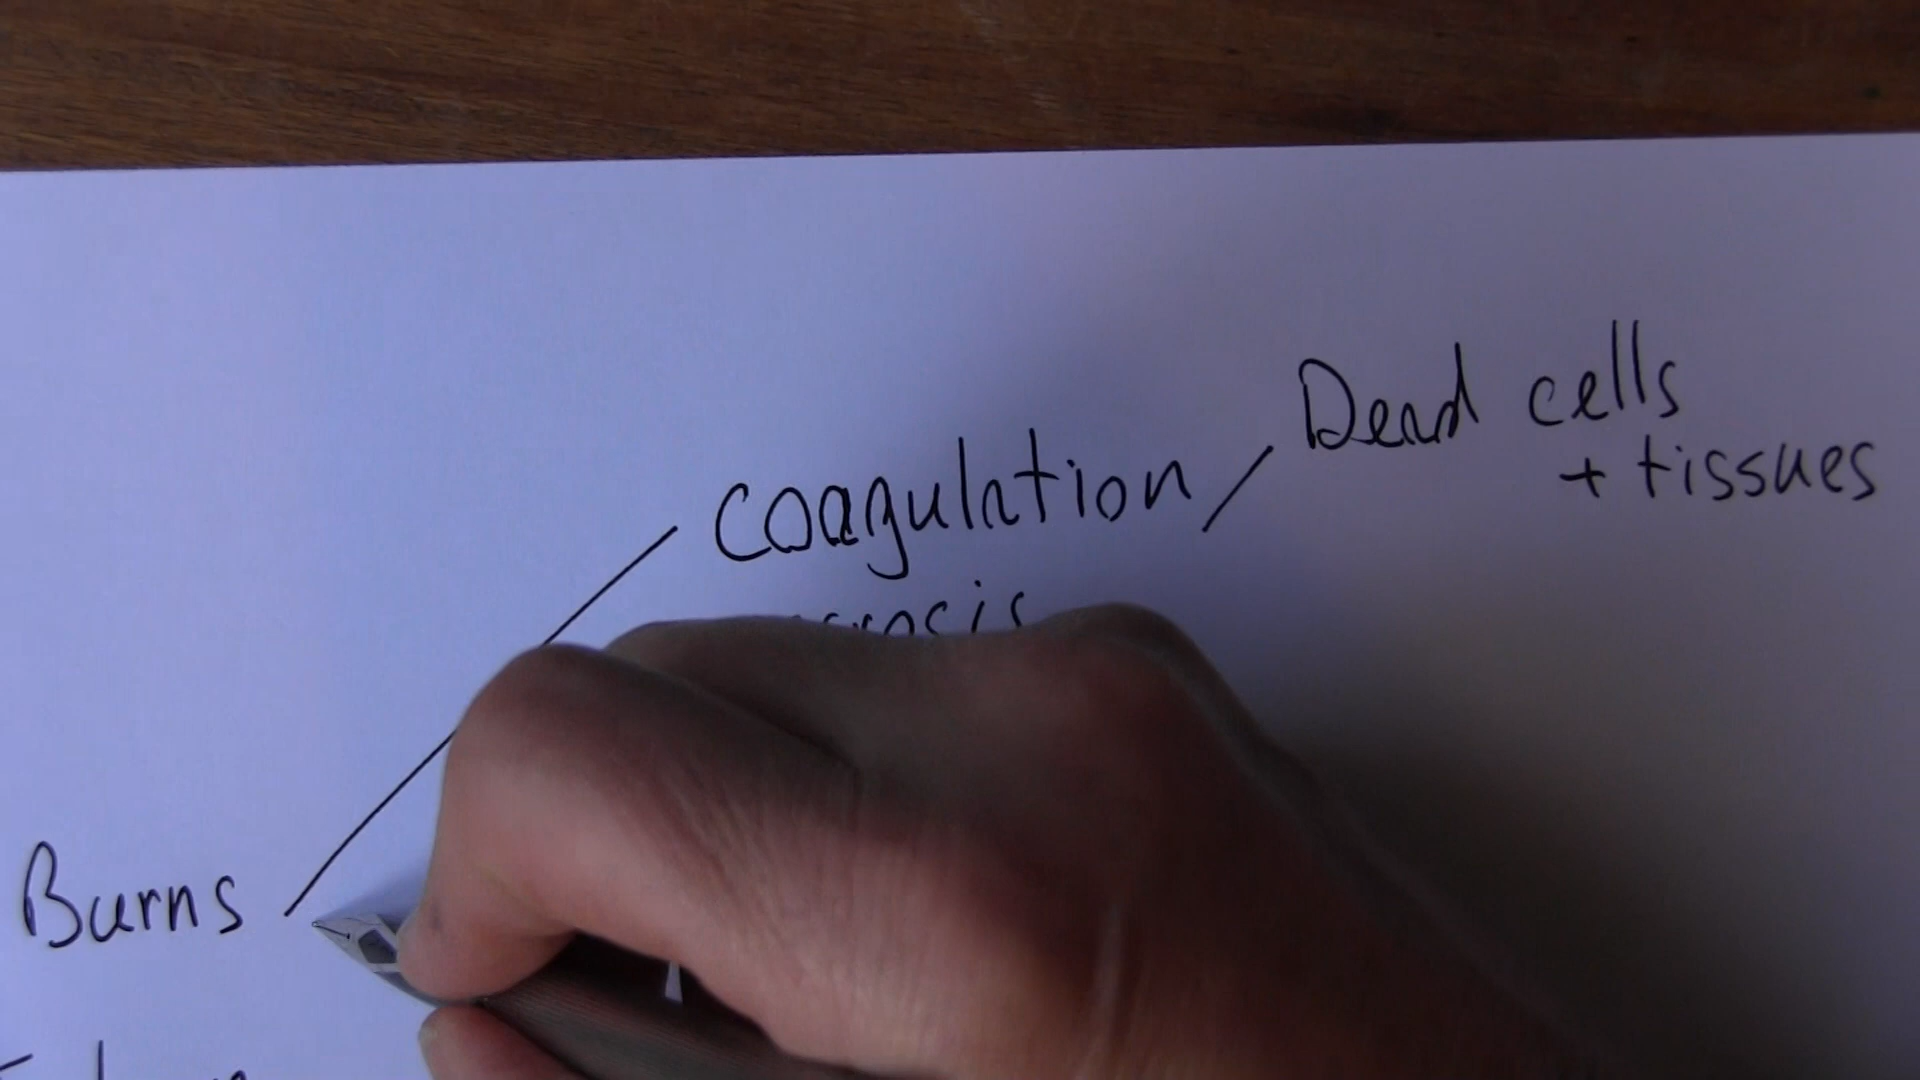 Dead cells
+ tissues
Coagulation
Burns